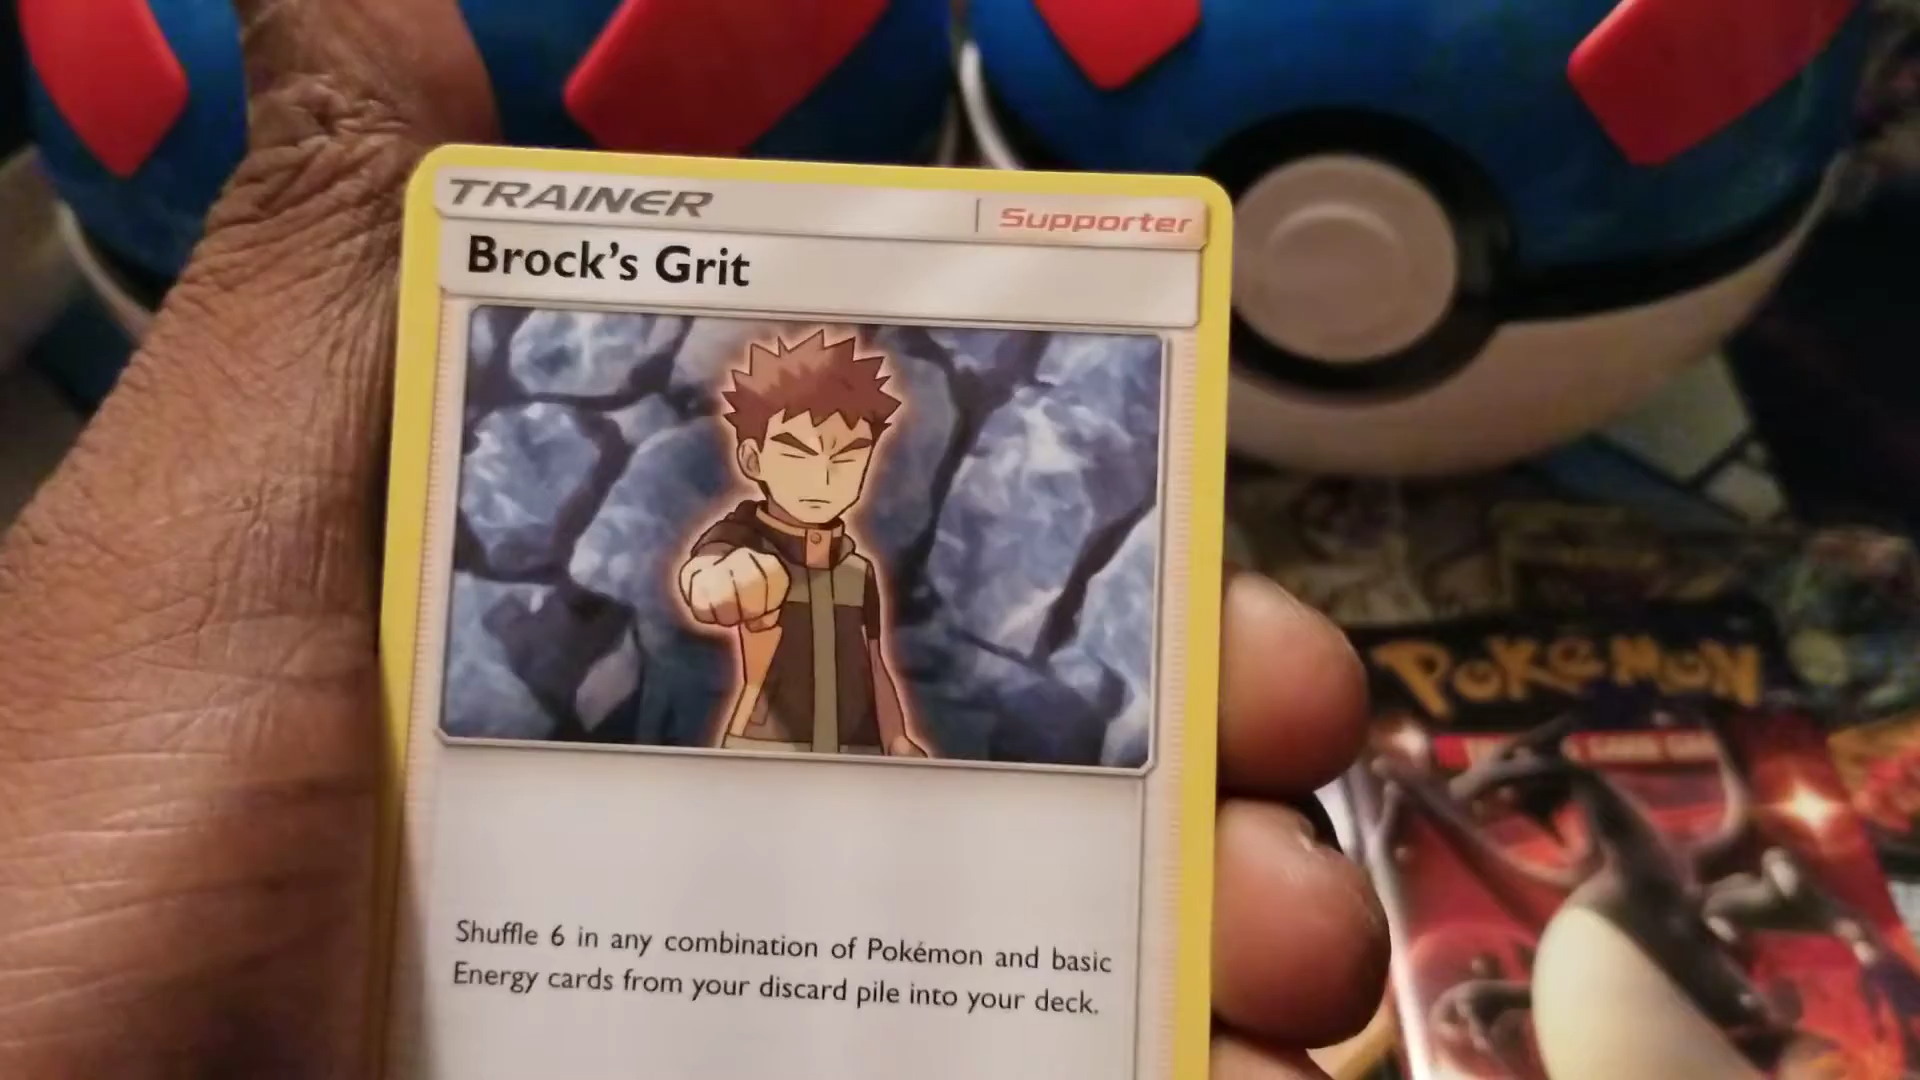 TRAINER
Supporter
Brock's Grit
Shuffle 6 in any combination of Pokémon and basic
Energy cards from your discard pile into your deck.
POKéMON